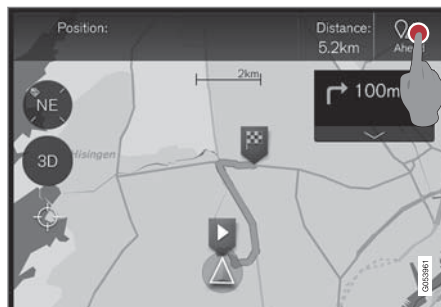 Position:
Distance:
5.2km
Ahead
2km
100m
NE
3D
Hisingen
G053961